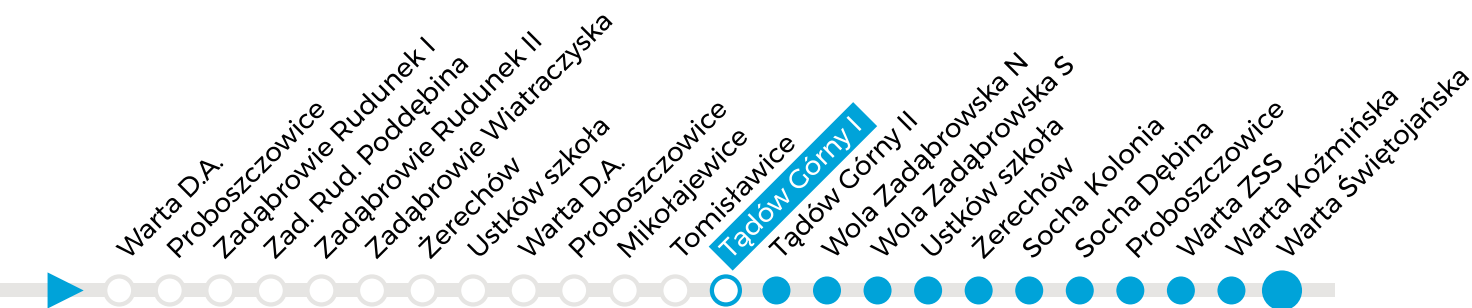 Warta D.A.
Proboszczowice
Zadąbrowie Rudunek I
Zad. Rud. Poddębina
Zadąbrowie Rudunek II
Zadąbrowie Wiatraczyska
Żerechów
Ustków szkoła
Warta D.A.
Proboszczowice
Mikołajewice
Tomisławice
Tądów Górny I
Tądów Górny II
Wola Zadąbrowska N
Wola Zadąbrowska S
Ustków szkoła
Żerechów
Socha Kolonia
Socha Dębina
Proboszczowice
Warta ZSS
Warta Koźmińska
Warta Świętojańska